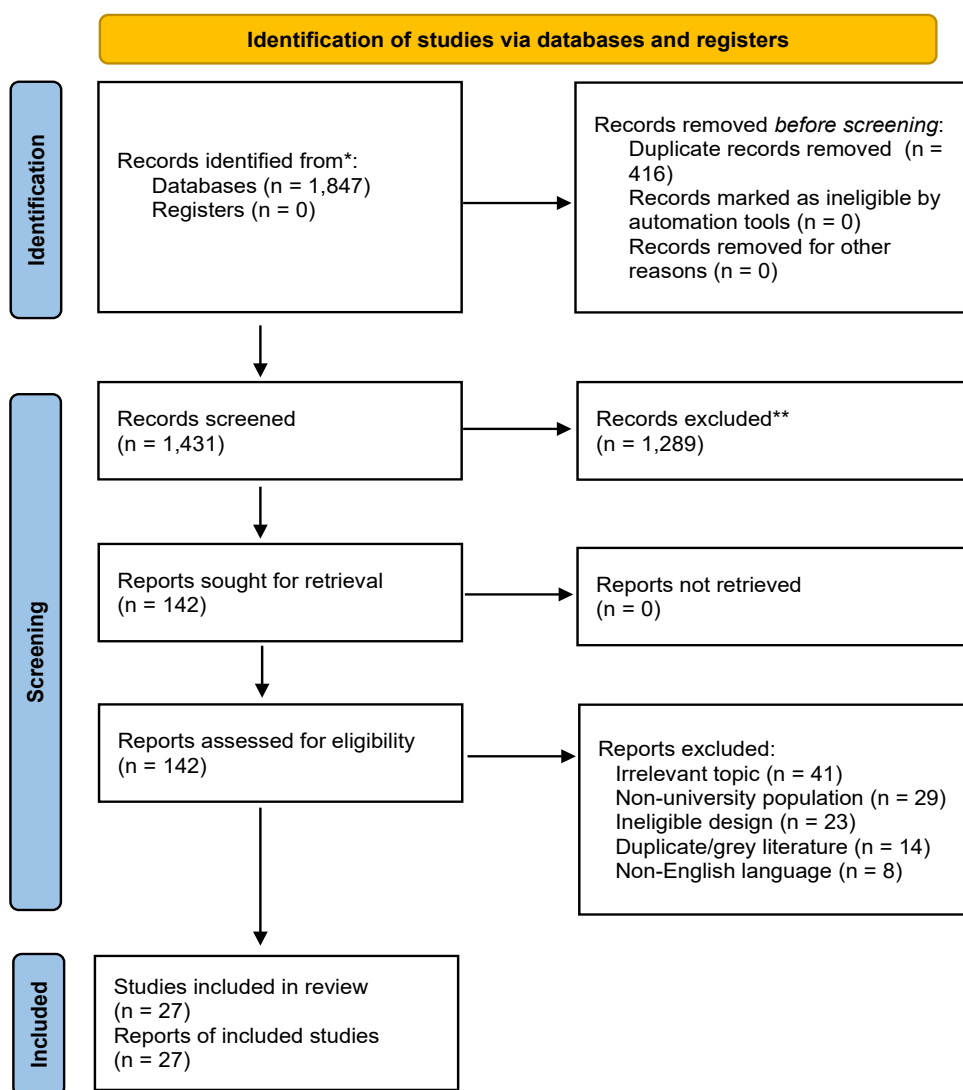 Identification of studies via databases and registers
Identification
Records identified from*:
Databases (n = 1,847)
Registers (n = 0)
Records removed before screening:
Duplicate records removed  (n =
416)
Records marked as ineligible by
automation tools (n = 0)
Records removed for other
reasons (n = 0)
Screening
Records screened
(n = 1,431)
Records excluded**
(n = 1,289)
Reports sought for retrieval
(n = 142)
Reports not retrieved
(n = 0)
Reports assessed for eligibility
(n = 142)
Reports excluded:
Irrelevant topic (n = 41)
Non-university population (n = 29)
Ineligible design (n = 23)
Duplicate/grey literature (n = 14)
Non-English language (n = 8)
Included
Studies included in review
(n = 27)
Reports of included studies
(n = 27)